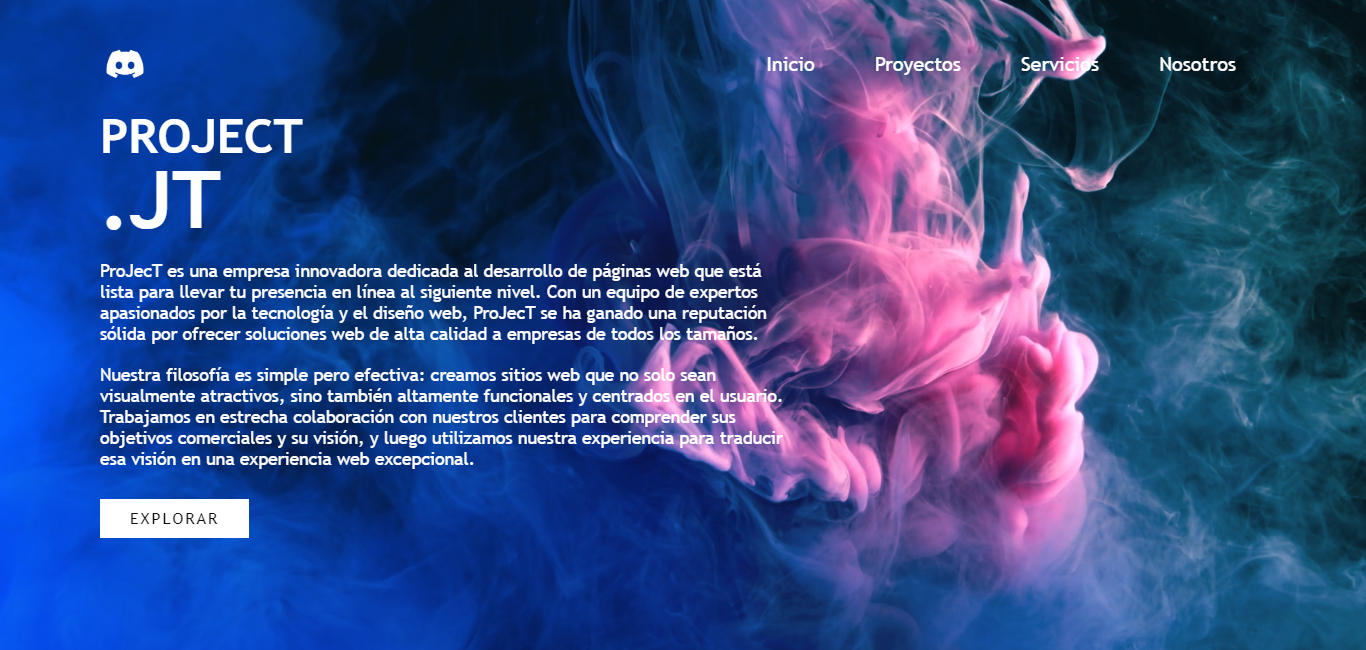 Inicio Proyectos Servicios Nosotros
PROJECT
.JT
ProJecT es una empresa innovadora dedicada al desarrollo de páginas web que está
lista para llevar tu presencia en línea al siguiente nivel. Con un equipo de expertos
apasionados por la tecnología y el diseño web, ProJecT se ha ganado una reputación
sólida por ofrecer soluciones web de alta calidad a empresas de todos los tamaños.
Nuestra filosofía es simple pero efectiva: creamos sitios web que no solo sean
visualmente atractivos, sino también altamente funcionales y centrados en el usuario.
Trabajamos en estrecha colaboración con nuestros clientes para comprender sus
objetivos comerciales y su visión, y luego utilizamos nuestra experiencia para traducir
esa visión en una experiencia web excepcional.
EXPLORAR